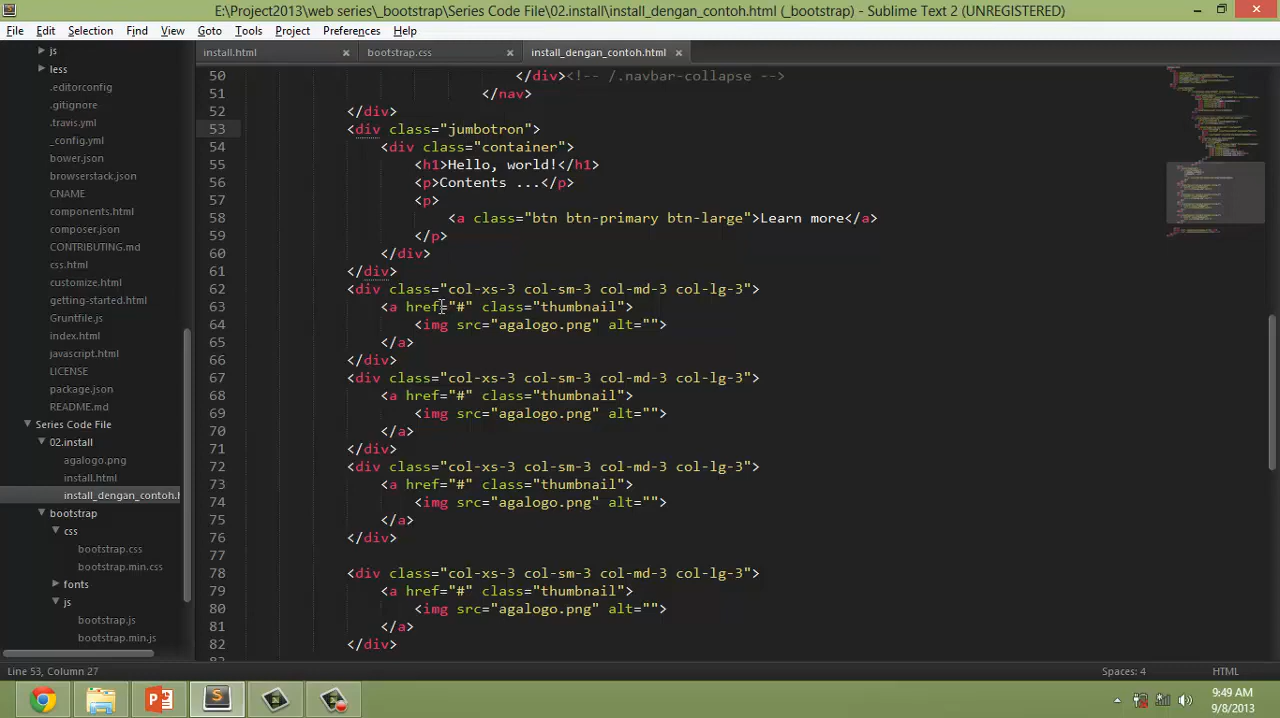 E:\Project2013\web series\_bootstrap\Series Code File\02.install\install_dengan_contoh.html (_bootstrap) - Sublime Text 2 (UNREGISTERED)
File Edit Selection Find View Goto Tools Project Preferences Help
install.html × bootstrap.css × install_dengan_contoh.html ×
js
less
.editorconfig
.gitignore
.travis.yml
_config.yml
bower.json
browserstack.json
CNAME
components.html
composer.json
CONTRIBUTING.md
css.html
customize.html
getting-started.html
Gruntfile.js
index.html
javascript.html
LICENSE
package.json
README.md
Series Code File
02.install
agalogo.png
install.html
install_dengan_contoh.h
bootstrap
css
bootstrap.css
bootstrap.min.css
fonts
js
bootstrap.js
bootstrap.min.js
50 </div><!-- /.navbar-collapse -->
51 </nav>
52 </div>
53 <div class="jumbotron">
54 <div class="container">
55 <h1>Hello, world!</h1>
56 <p>Contents ...</p>
57 <p>
58 <a class="btn btn-primary btn-large">Learn more</a>
59 </p>
60 </div>
61 </div>
62 <div class="col-xs-3 col-sm-3 col-md-3 col-lg-3">
63 <a href="#" class="thumbnail">
64 <img src="agalogo.png" alt="">
65 </a>
66 </div>
67 <div class="col-xs-3 col-sm-3 col-md-3 col-lg-3">
68 <a href="#" class="thumbnail">
69 <img src="agalogo.png" alt="">
70 </a>
71 </div>
72 <div class="col-xs-3 col-sm-3 col-md-3 col-lg-3">
73 <a href="#" class="thumbnail">
74 <img src="agalogo.png" alt="">
75 </a>
76 </div>
77
78 <div class="col-xs-3 col-sm-3 col-md-3 col-lg-3">
79 <a href="#" class="thumbnail">
80 <img src="agalogo.png" alt="">
81 </a>
82 </div>
Line 53, Column 27
Spaces: 4 HTML
9:49 AM
9/8/2013